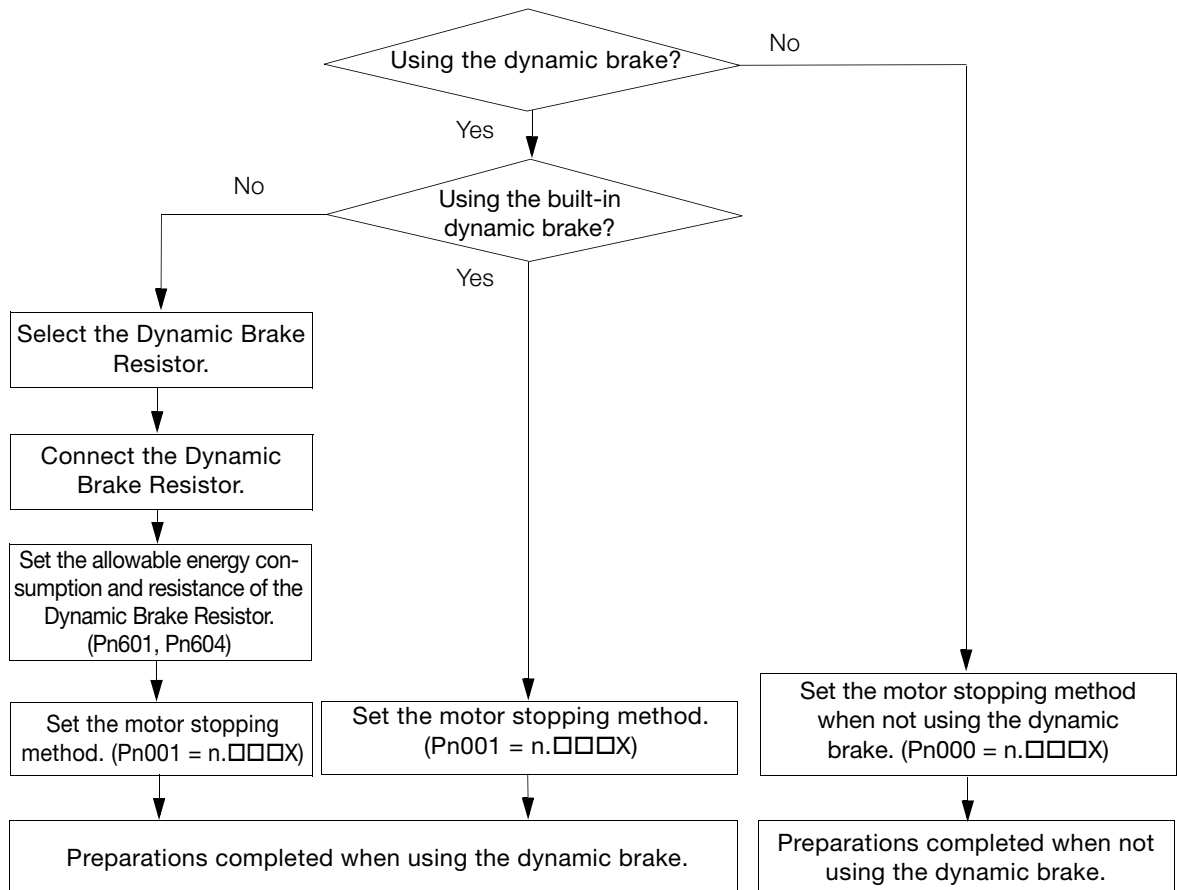 Using the dynamic brake?
No
Yes
Using the built-in
dynamic brake?
No
Yes
Select the Dynamic Brake
Resistor.
Connect the Dynamic
Brake Resistor.
Set the allowable energy con-
sumption and resistance of the
Dynamic Brake Resistor.
(Pn601, Pn604)
Set the motor stopping
method. (Pn001 = n.□□□X)
Set the motor stopping method.
(Pn001 = n.□□□X)
Set the motor stopping method
when not using the dynamic
brake. (Pn000 = n.□□□X)
Preparations completed when using the dynamic brake.
Preparations completed when not
using the dynamic brake.